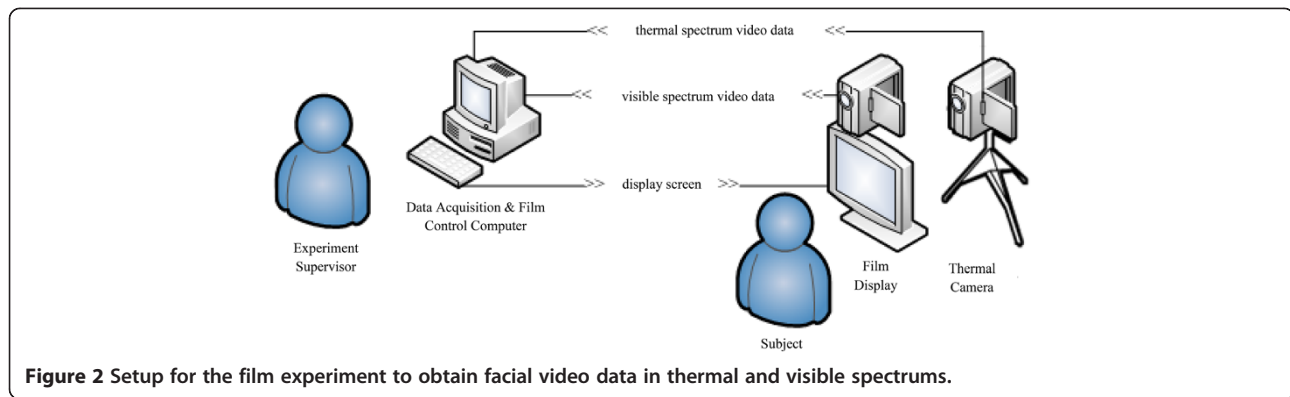 << thermal spectrum video data <<
<< visible spectrum video data <<
>> display screen >>
Data Acquisition & Film
Control Computer
Experiment
Supervisor
Film
Display
Thermal
Camera
Subject
Figure 2 Setup for the film experiment to obtain facial video data in thermal and visible spectrums.